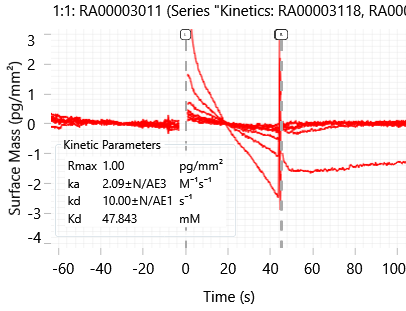 1:1: RA00003011 (Series "Kinetics: RA00003118, RA000
Surface Mass (pg/mm²)
3
2
1
0
-1
-2
-3
-4
Kinetic Parameters
Rmax 1.00 pg/mm²
ka 2.09±N/AE3 M⁻¹s⁻¹
kd 10.00±N/AE1 s⁻¹
Kd 47.843 mM
-60 -40 -20 0 20 40 60 80 100
Time (s)